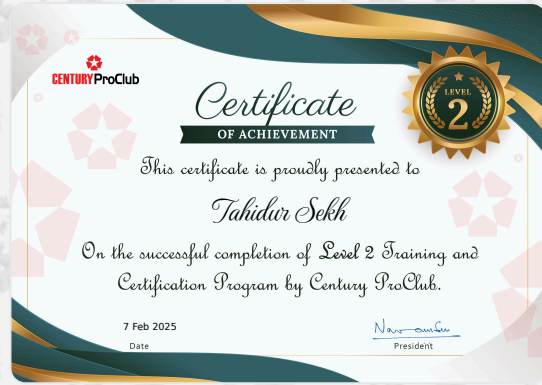 CENTURY ProClub
LEVEL
2
Certificate
OF ACHIEVEMENT
This certificate is proudly presented to
Tahidur Sekh
On the successful completion of Level 2 Training and
Certification Program by Century ProClub.
7 Feb 2025
Date
President